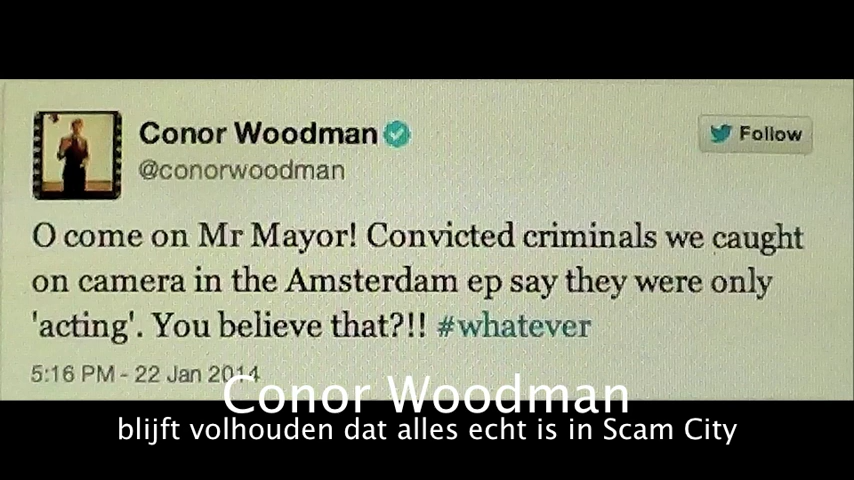 Conor Woodman
@conorwoodman
Follow
O come on Mr Mayor! Convicted criminals we caught
on camera in the Amsterdam ep say they were only
'acting'. You believe that?!! #whatever
5:16 PM - 22 Jan 2014
Conor Woodman
blijft volhouden dat alles echt is in Scam City